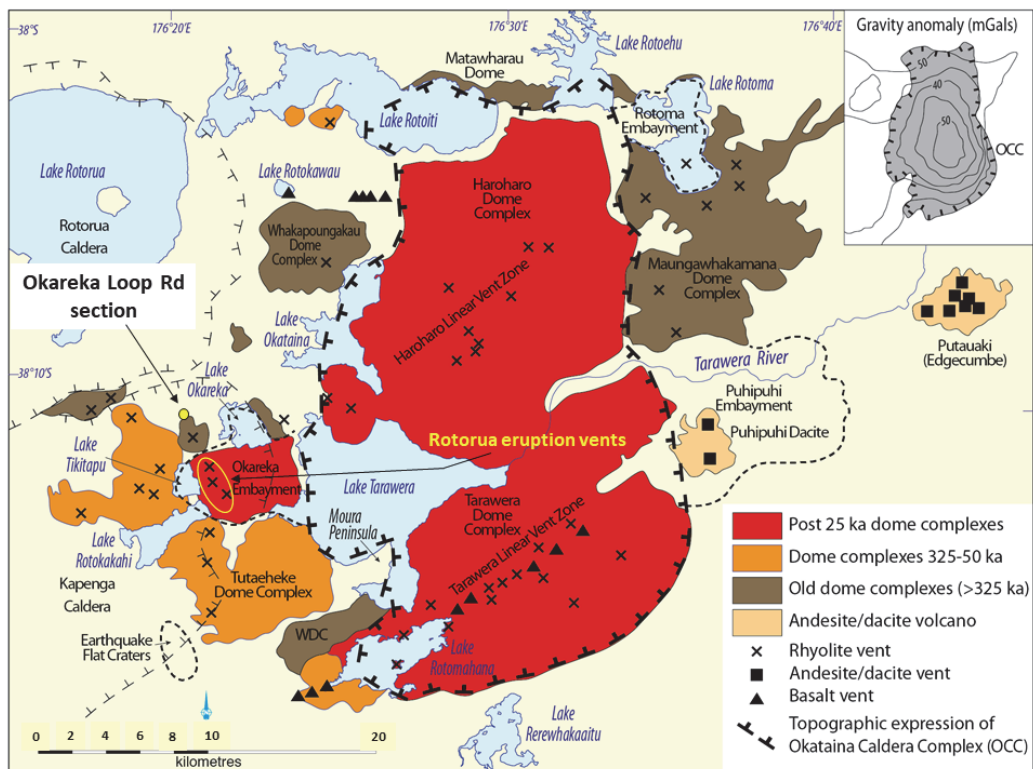 38°S
176°20'E
176°30'E
176°40'E
Gravity anomaly (mGals)
50
40
50
OCC
Matawharau
Dome
Lake Rotoehu
Lake Rotoma
Rotoma
Embayment
Lake Rotoiti
Lake Rotorua
Rotorua
Caldera
Lake Rotokawau
Haroharo
Dome
Complex
Whakapoungakau
Dome
Complex
Maungawhakamana
Dome
Complex
Haroharo Linear Vent Zone
Okareka Loop Rd
section
Lake
Okataina
Putauaki
(Edgecumbe)
38°10'S
Tarawera River
Lake
Okareka
Puhipuhi
Embayment
Puhipuhi Dacite
Rotorua eruption vents
Lake
Tikitapu
Okareka
Embayment
Lake Tarawera
Tarawera
Dome
Complex
Moura
Peninsula
Tarawera Linear Vent Zone
Lake
Rotokakahi
Kapenga
Caldera
Tutaeheke
Dome Complex
Earthquake
Flat Craters
WDC
Lake
Rotomahana
Lake
Rerewhakaaitu
0 2 4 6 8 10 20
kilometres
Post 25 ka dome complexes
Dome complexes 325-50 ka
Old dome complexes (>325 ka)
Andesite/dacite volcano
Rhyolite vent
Andesite/dacite vent
Basalt vent
Topographic expression of
Okataina Caldera Complex (OCC)